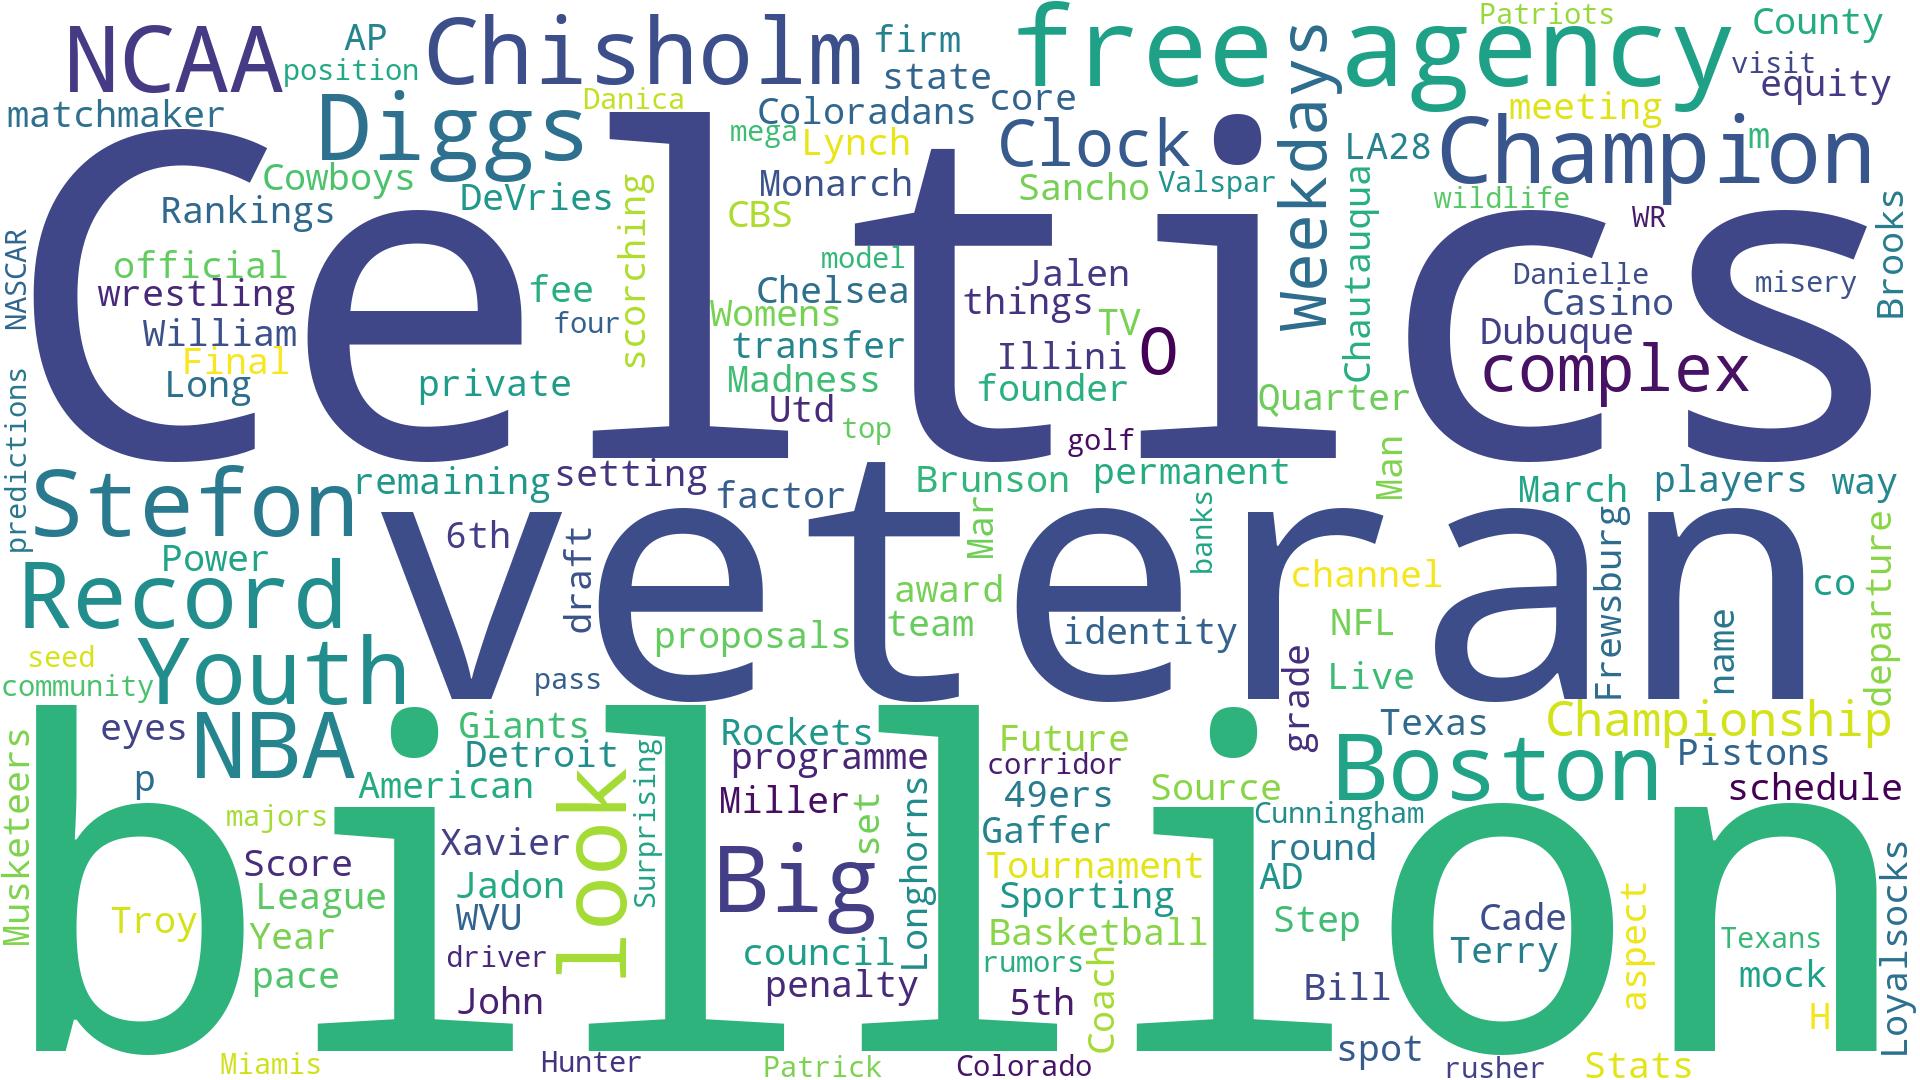 Patriots
NCAA
AP
position
Chisholm
firm
state
free
agency
County
visit
equity
matchmaker
Diggs
Danica
Coloradans
core
mega
Lynch
Clock
Weekdays
LA28
meeting
Champion
m
Cowboys
DeVries
scorching
Monarch
Sancho
Valspar
Chautauqua
wildlife
WR
Brooks
Rankings
CBS
NASCAR
Celtics
official
wrestling
William
Final
Long
fee
four
private
model
Chelsea
Womens
transfer
Madness
Utd
top
Jalen
things
TV
Illini
O
founder
golf
Quarter
Danielle
misery
Casino
Dubuque
complex
predictions
Stefon
remaining
setting
factor
Brunson
permanent
Man
March
players
way
Power
6th
draft
Mar
banks
Record
veteran
award
team
proposals
identity
channel
NFL
Frewsburg
co
departure
name
seed
community
Youth
pass
grade
Live
Championship
eyes
NBA
Giants
Detroit
Surprising
Rockets
programme
Future
corridor
Texas
Boston
Pistons
schedule
Musketeers
p
American
look
Miller
set
Longhorns
49ers
Source
Cunningham
billion
majors
Score
League
Year
pace
Troy
Xavier
Jadon
WVU
driver
John
Big
council
penalty
Gaffer
Tournament
Sporting
Basketball
rumors
5th
Coach
round
AD
Step
Bill
Cade
Terry
aspect
Texans
mock
H
Loyalsocks
Miamis
Hunter
Patrick
Colorado
spot
rusher
Stats